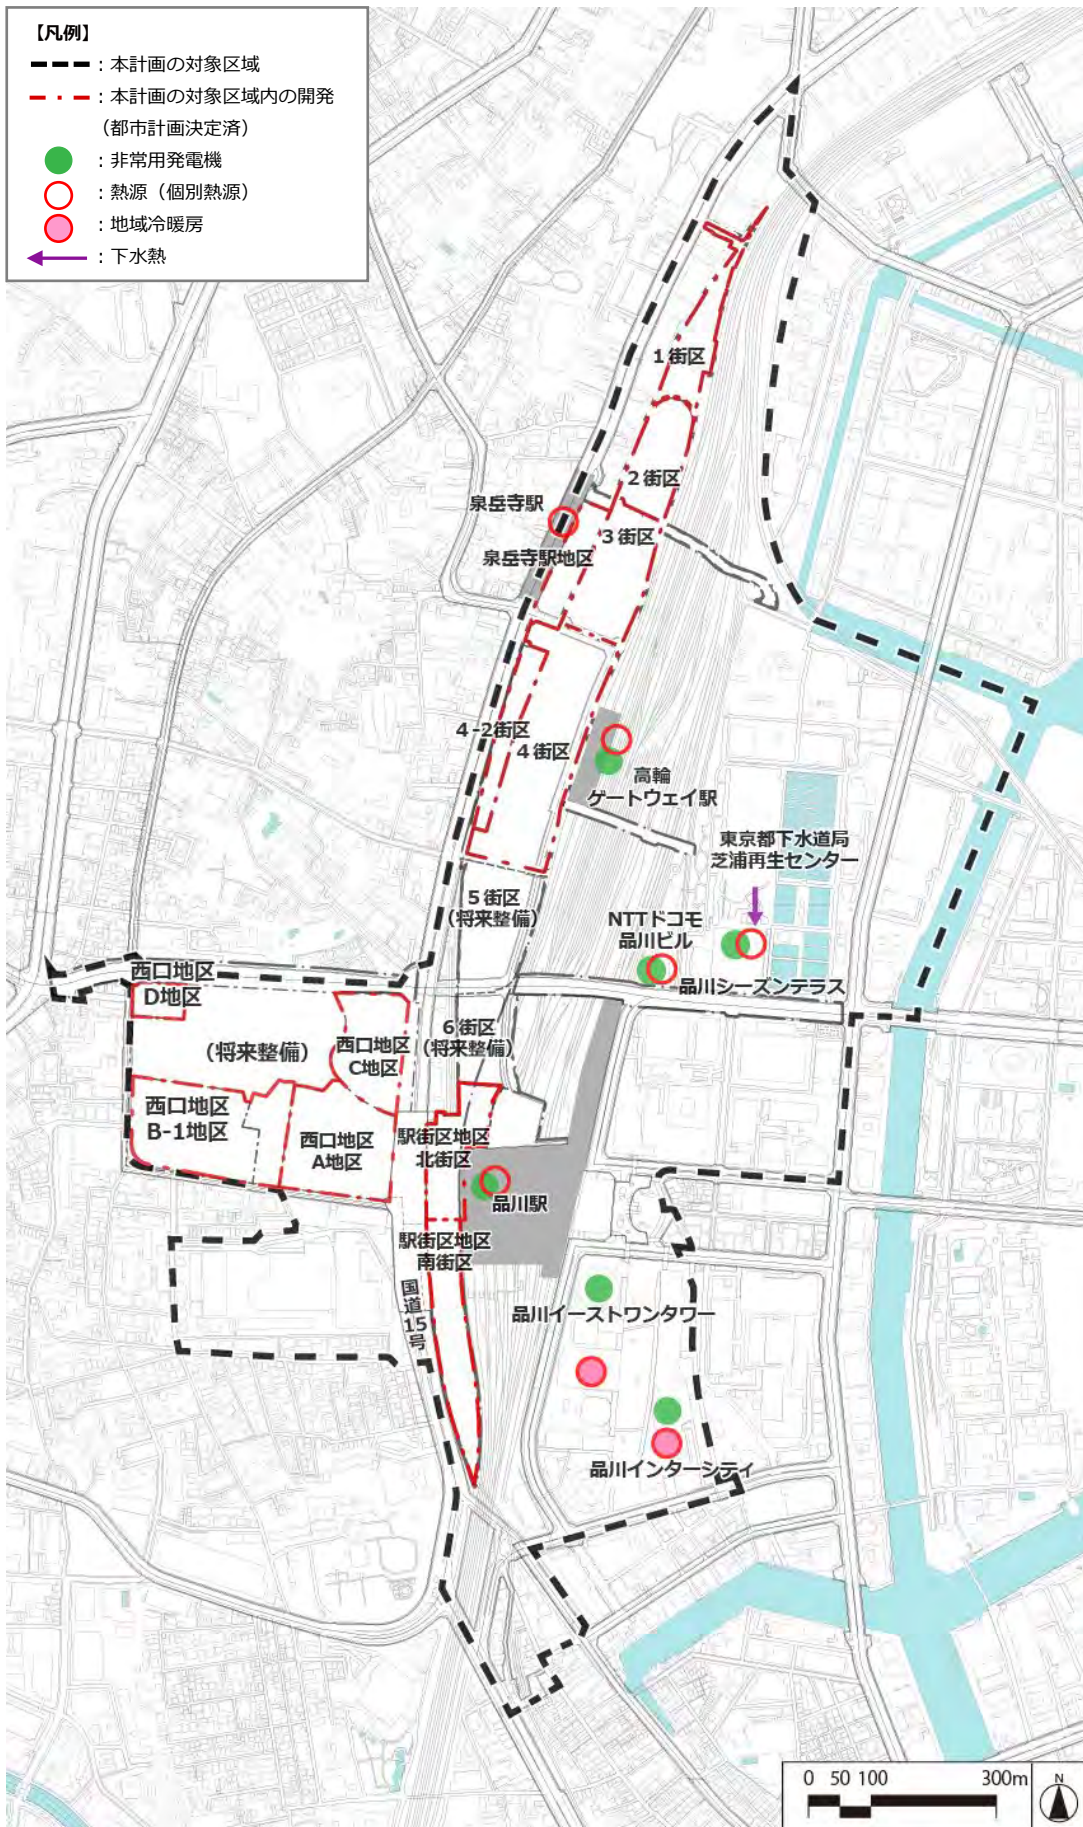 【凡例】
：本計画の対象区域
：本計画の対象区域内の開発
（都市計画決定済）
：非常用発電機
：熱源（個別熱源）
：地域冷暖房
：下水熱
１街区
２街区
泉岳寺駅
３街区
泉岳寺駅地区
４-２街区
４街区
高輪
ゲートウェイ駅
東京都下水道局
芝浦再生センター
５街区
（将来整備）
NTTドコモ
品川ビル
品川シーズンテラス
西口地区
D地区
６街区
（将来整備）
（将来整備）
西口地区
C地区
西口地区
B-1地区
西口地区
A地区
駅街区地区
北街区
品川駅
駅街区地区
南街区
国道15号
品川イーストワンタワー
品川インターシティ
0 50 100 300m
N